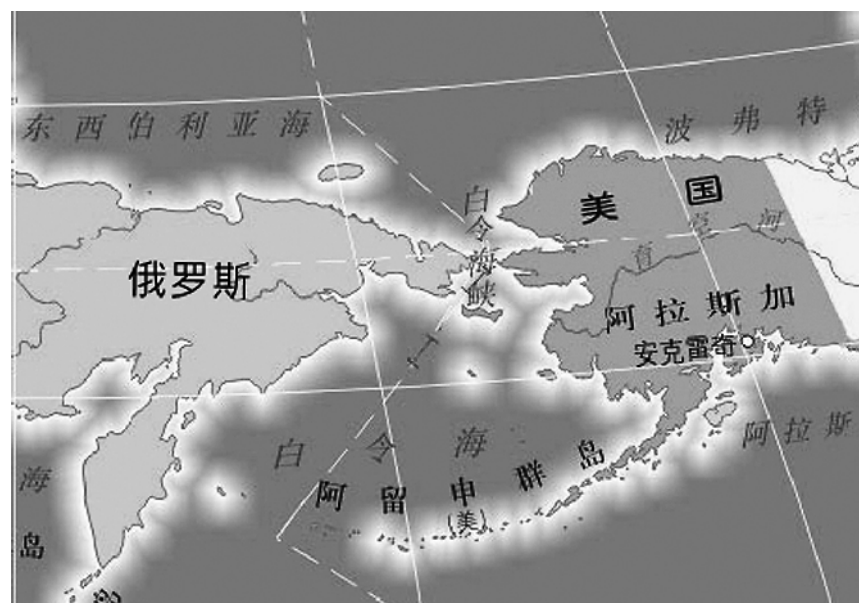 东西伯利亚海
波弗特
白令海峡
美国
育空河
俄罗斯
阿拉斯加
安克雷奇
白令海
阿拉斯
阿留申群岛
(美)
海
岛